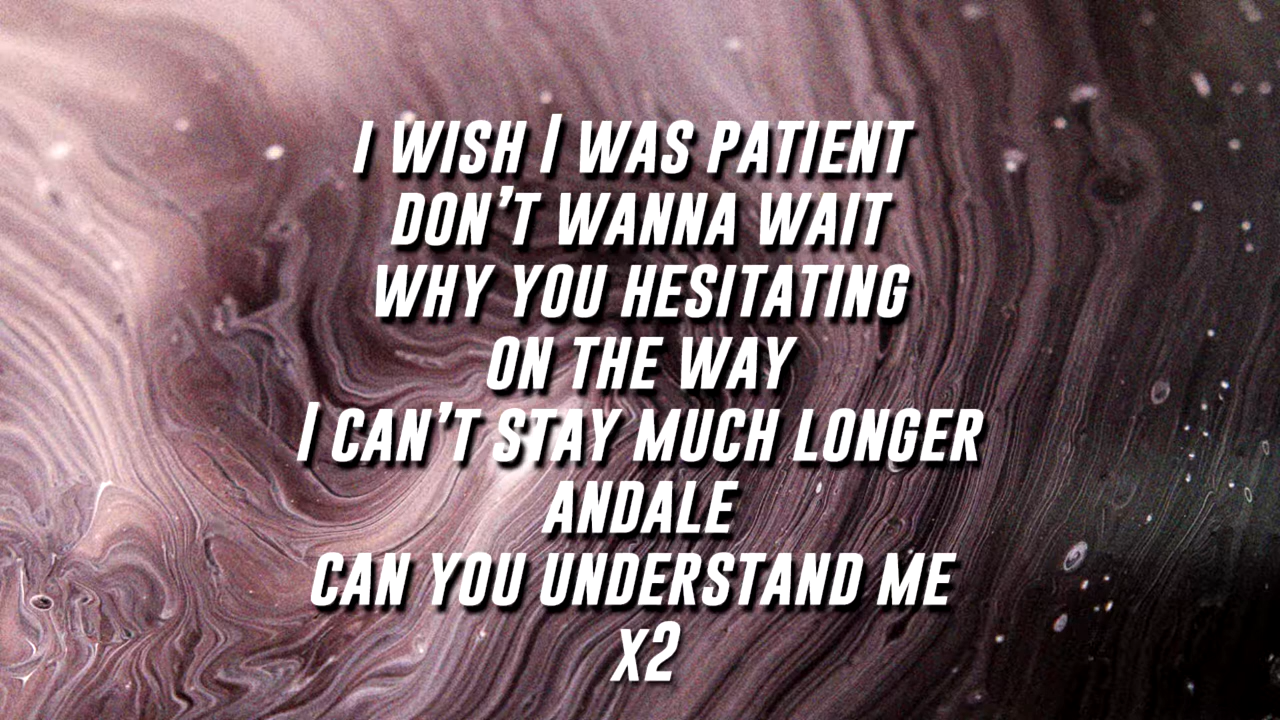 I WISH I WAS PATIENT
DON'T WANNA WAIT
WHY YOU HESITATING
ON THE WAY
I CAN'T STAY MUCH LONGER
ANDALE
CAN YOU UNDERSTAND ME
X2